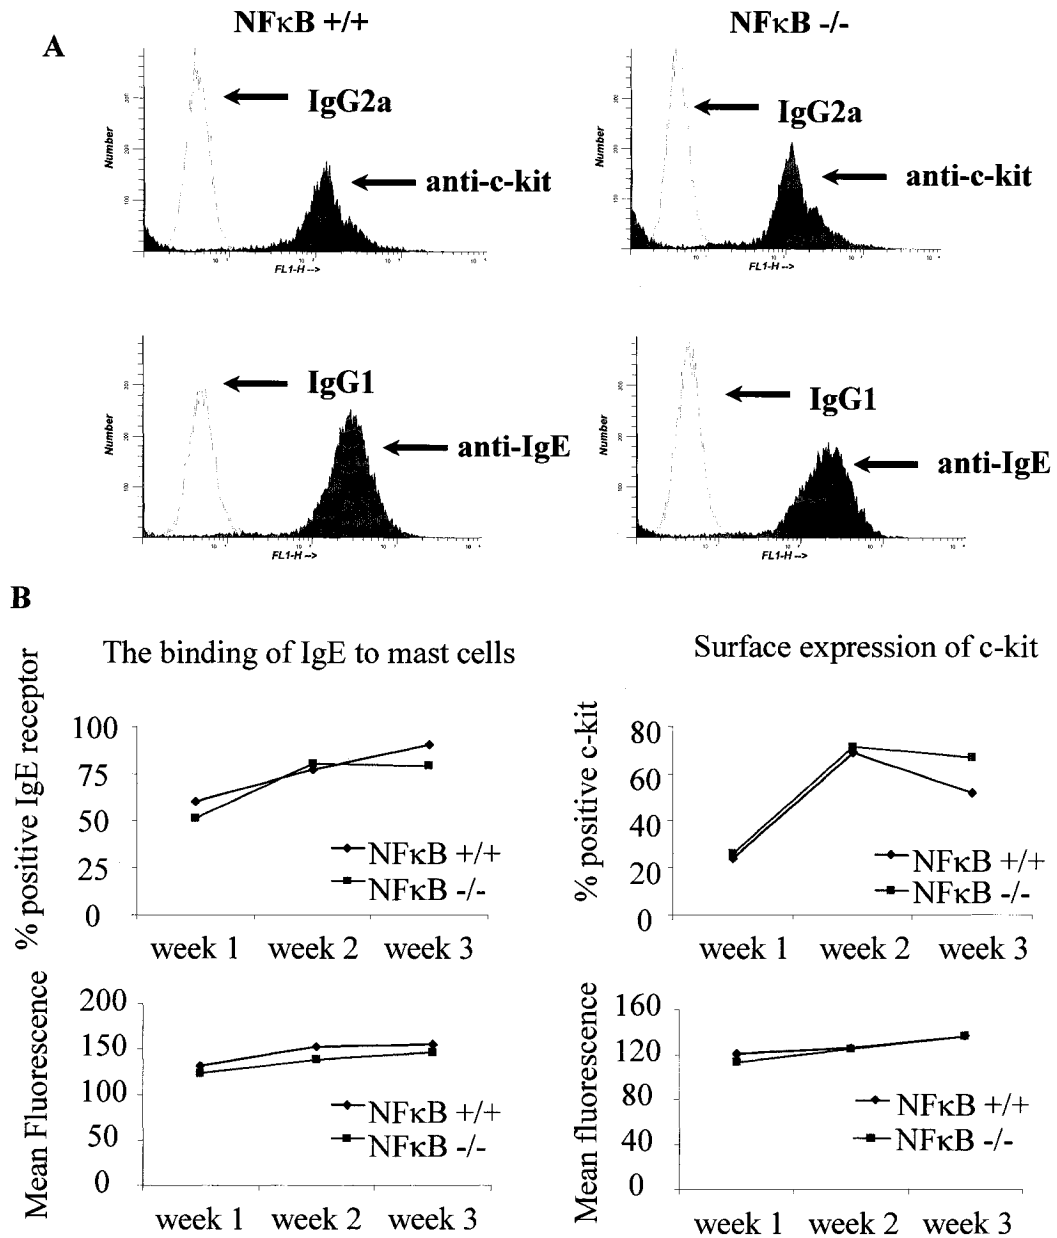 A
NFκB +/+
NFκB -/-
IgG2a
anti-c-kit
Number
FL1-H -->
IgG2a
anti-c-kit
Number
FL1-H -->
IgG1
anti-IgE
Number
FL1-H -->
IgG1
anti-IgE
Number
FL1-H -->
B
The binding of IgE to mast cells
% positive IgE receptor
100
75
50
25
0
NFκB +/+
NFκB -/-
week 1 week 2 week 3
Surface expression of c-kit
% positive c-kit
80
60
40
20
0
NFκB +/+
NFκB -/-
week 1 week 2 week 3
Mean Fluorescence
200
150
100
50
0
NFκB +/+
NFκB -/-
week 1 week 2 week 3
Mean fluorescence
160
120
80
40
0
NFκB +/+
NFκB -/-
week 1 week 2 week 3